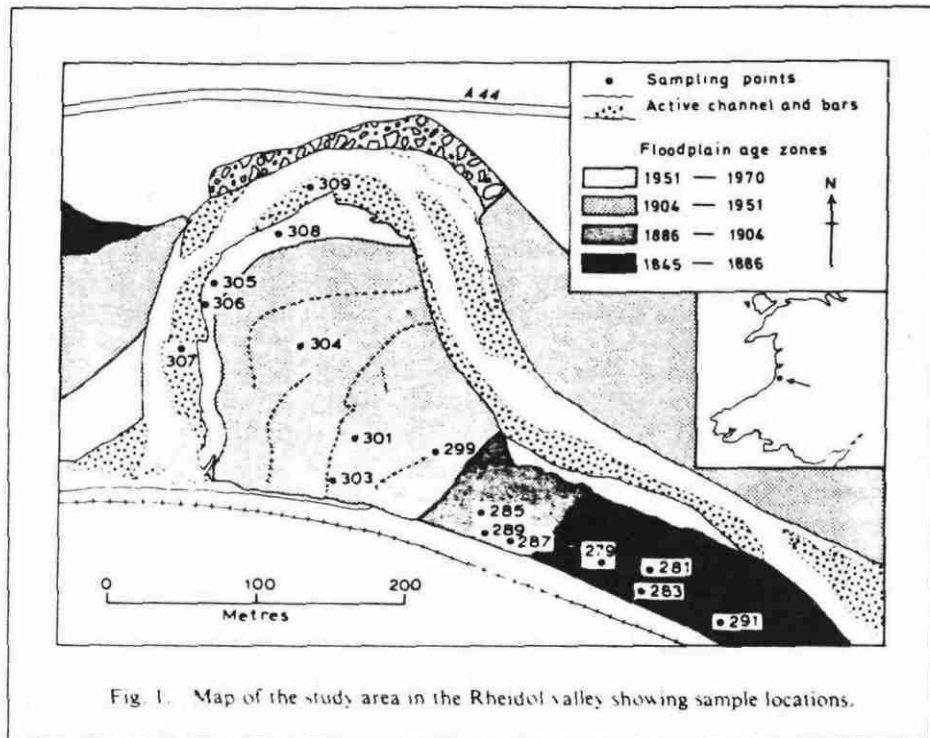 A 44
Sampling points
Active channel and bars
Floodplain age zones
1951 — 1970
1904 — 1951
1886 — 1904
1845 — 1886
N
309
308
305
306
307
304
301
299
303
285
289
287
279
281
283
291
0 100 200
Metres
Fig. 1. Map of the study area in the Rheidol valley showing sample locations.